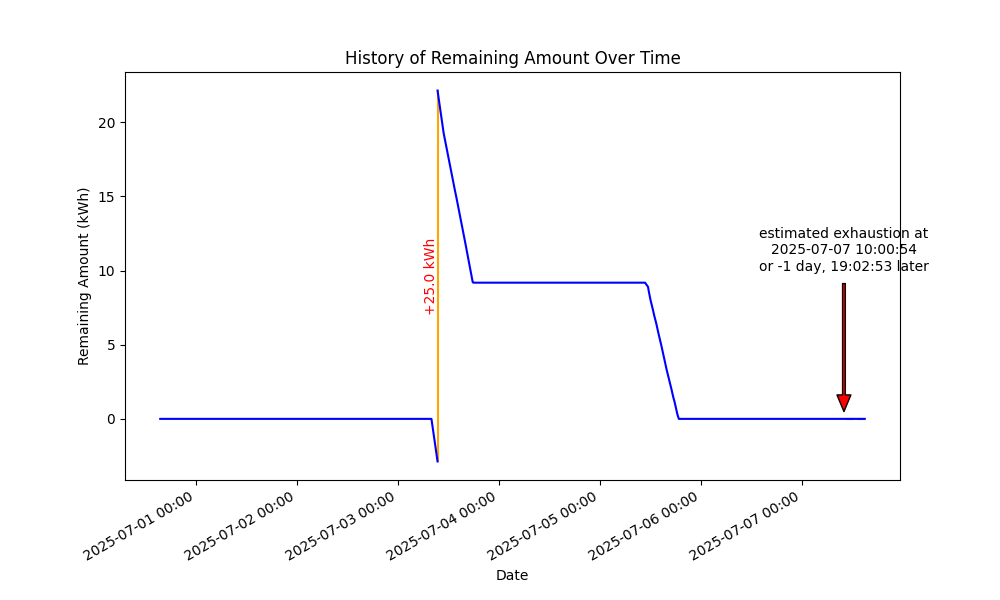 History of Remaining Amount Over Time
Remaining Amount (kWh)
20
15
10
5
0
+25.0 kWh
estimated exhaustion at
2025-07-07 10:00:54
or -1 day, 19:02:53 later
2025-07-01 00:00
2025-07-02 00:00
2025-07-03 00:00
2025-07-04 00:00
2025-07-05 00:00
2025-07-06 00:00
2025-07-07 00:00
Date